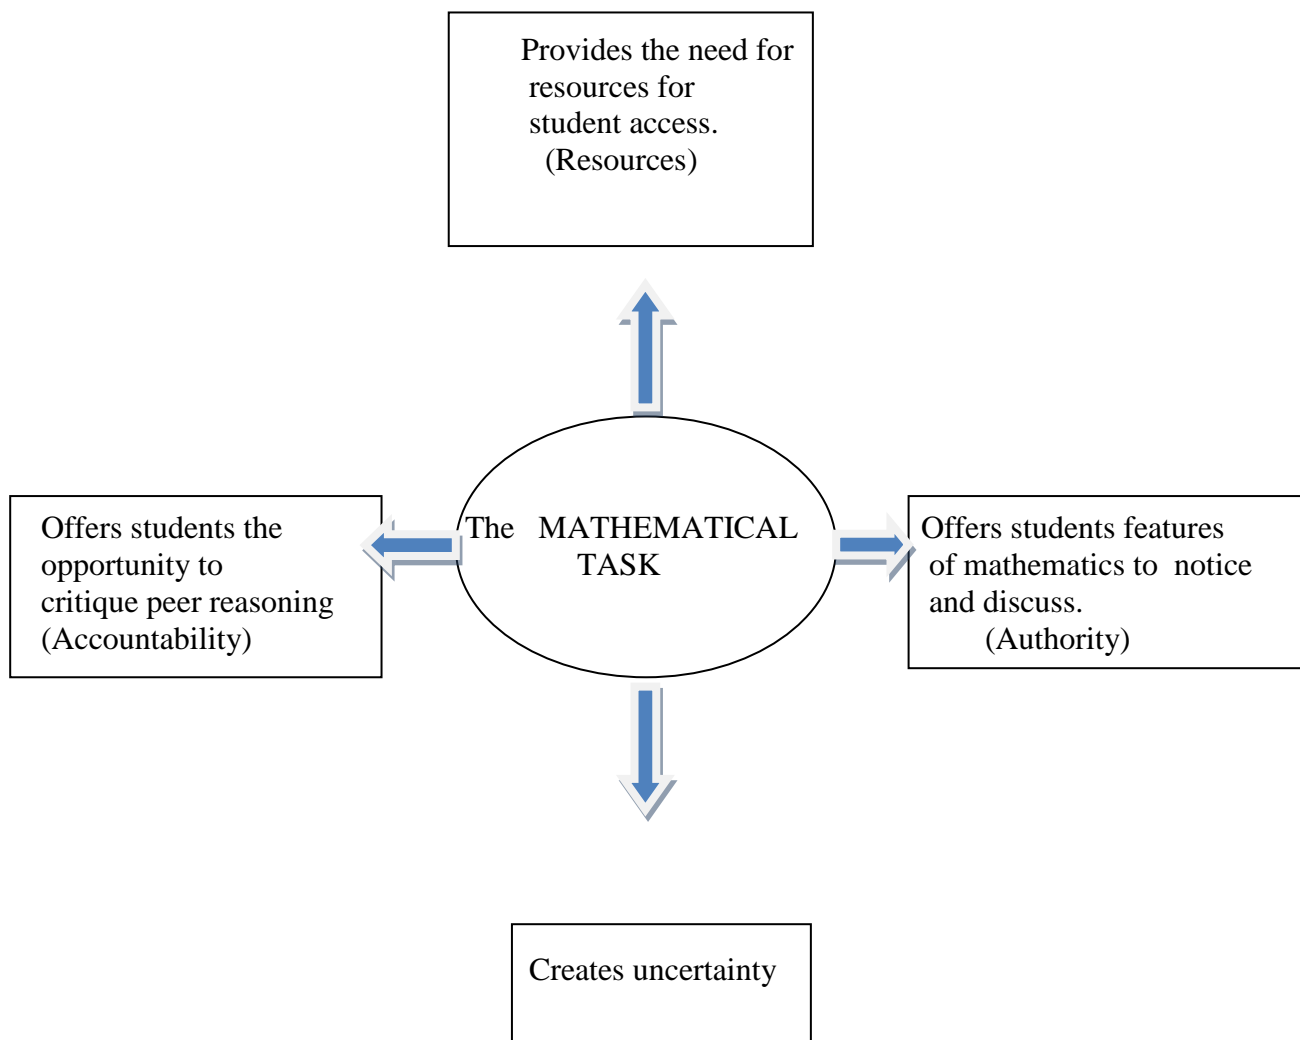 Provides the need for
resources for
student access.
(Resources)
Offers students the
opportunity to
critique peer reasoning
(Accountability)
The MATHEMATICAL
TASK
Offers students features
of mathematics to notice
and discuss.
(Authority)
Creates uncertainty